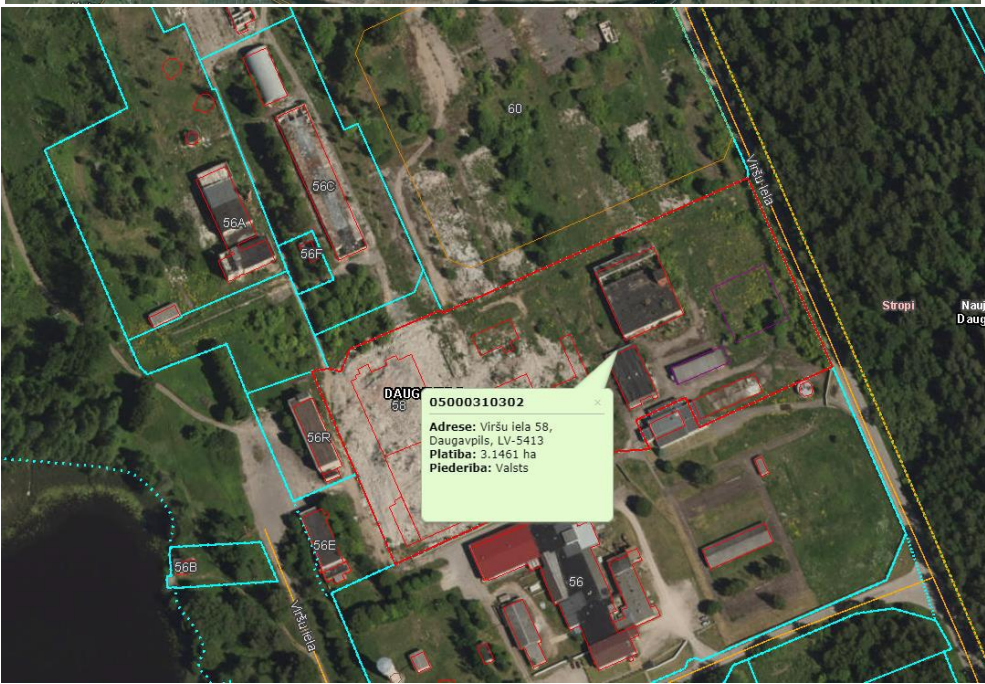 60
Viršu iela
56C
56A
56F
Stropi
Nauj
Daug
58
05000310302
Adrese: Viršu iela 58,
Daugavpils, LV-5413
Platība: 3.1461 ha
Piederība: Valsts
56R
56E
56B
56
Viršu iela